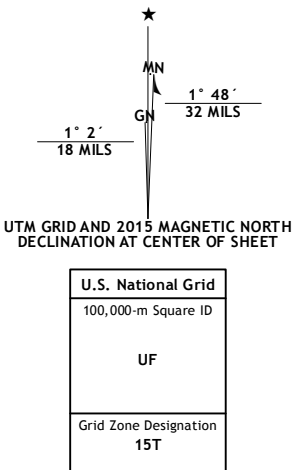 ★
MN
1° 48´
32 MILS
GN
1° 2´
18 MILS
UTM GRID AND 2015 MAGNETIC NORTH
DECLINATION AT CENTER OF SHEET
U.S. National Grid
100,000-m Square ID
UF
Grid Zone Designation
15T